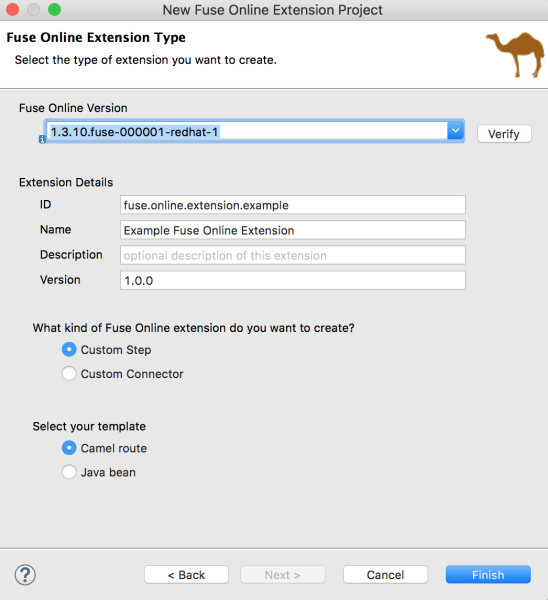 New Fuse Online Extension Project
Fuse Online Extension Type
Select the type of extension you want to create.
Fuse Online Version
1.3.10.fuse-000001-redhat-1
Verify
Extension Details
ID fuse.online.extension.example
Name Example Fuse Online Extension
Description optional description of this extension
Version 1.0.0
What kind of Fuse Online extension do you want to create?
Custom Step
Custom Connector
Select your template
Camel route
Java bean
? < Back Next > Cancel Finish